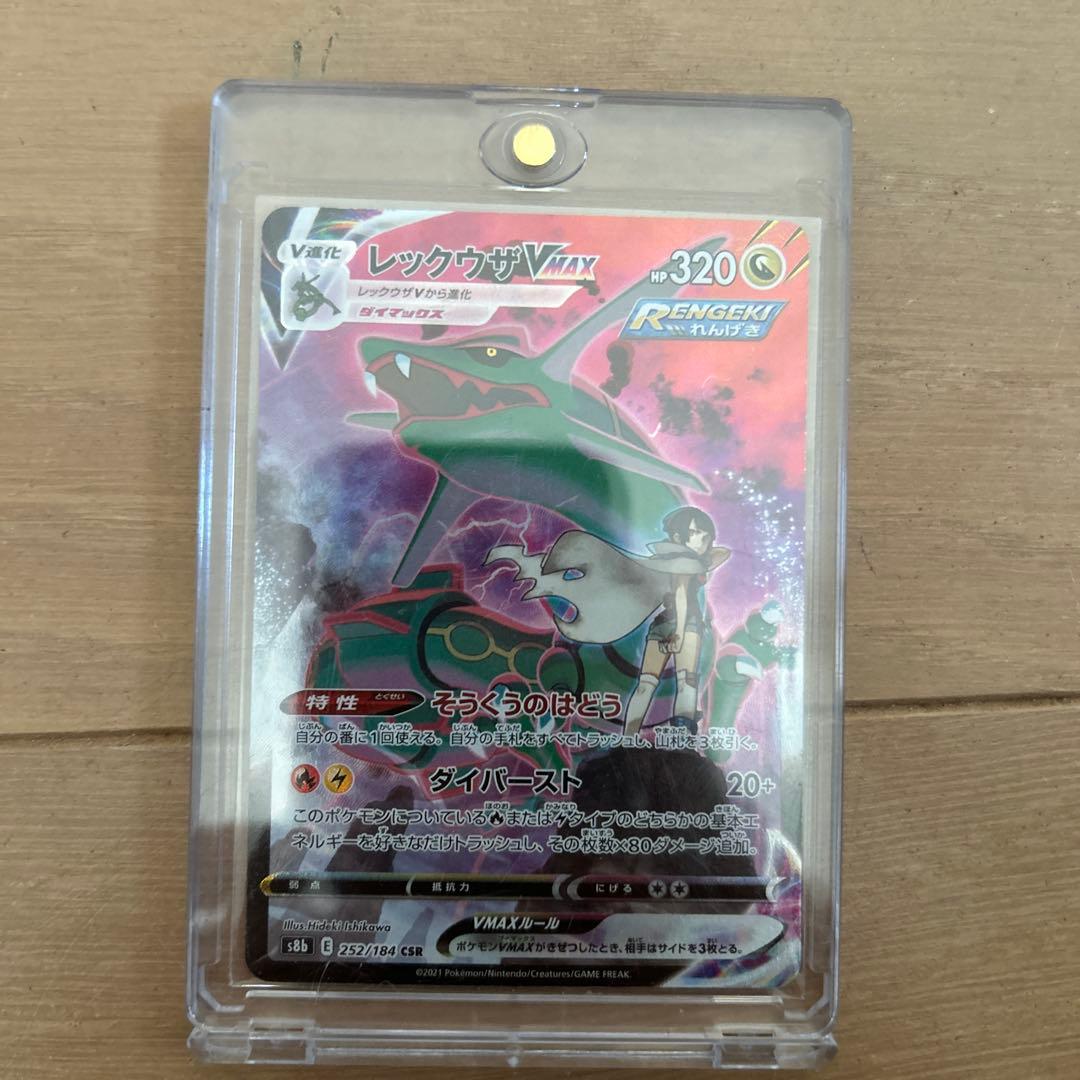 V進化
レックウザVMAX
HP320
レックウザVから進化
ダイマックス
RENGEKI
れんげき
特性 とくせい そうくうのはどう
自分の番に1回使える。自分の手札をすべてトラッシュし、山札を3枚引く。
ダイバースト 20+
このポケモンについているまたはタイプのどちらかの基本エ
ネルギーを好きなだけトラッシュし、その枚数×80ダメージ追加。
弱点 抵抗力 にげる
Illus. Hideki Ishikawa
VMAXルール
s8b E 252/184 CSR
ポケモンVMAXがきぜつしたとき、相手はサイドを3枚とる。
©2021 Pokémon/Nintendo/Creatures/GAME FREAK.